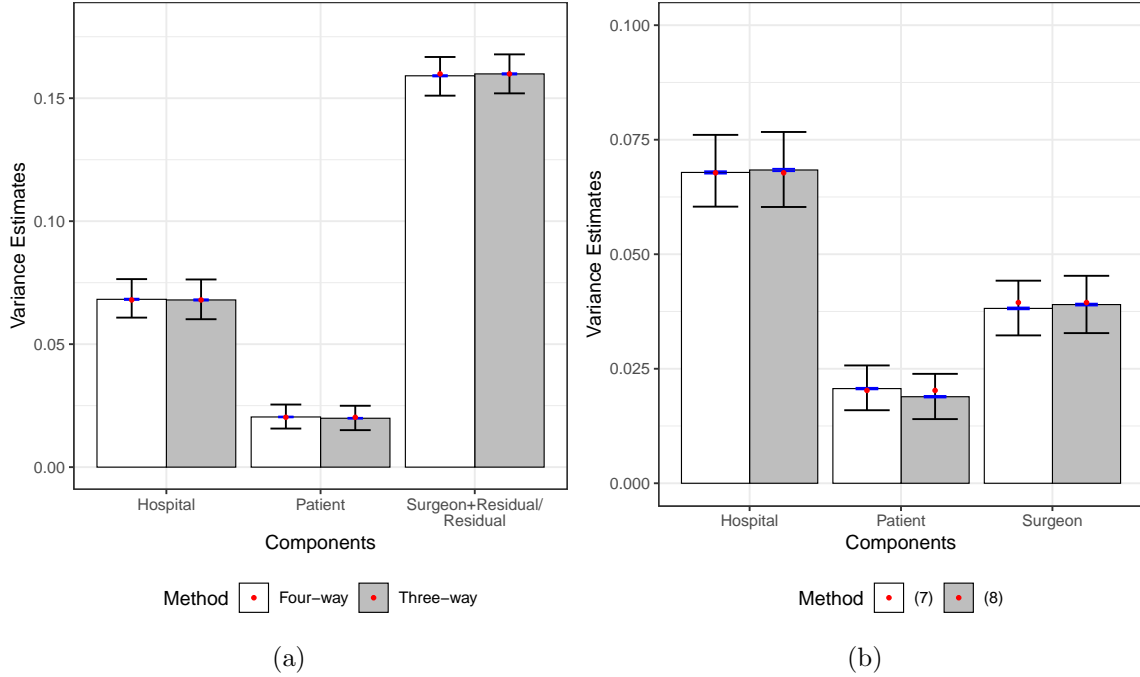 Variance Estimates
0.15
0.10
0.05
0.00
Hospital
Patient
Surgeon+Residual/
Residual
Components
Method Four−way Three−way
(a)
Variance Estimates
0.100
0.075
0.050
0.025
0.000
Hospital
Patient
Surgeon
Components
Method (7) (8)
(b)